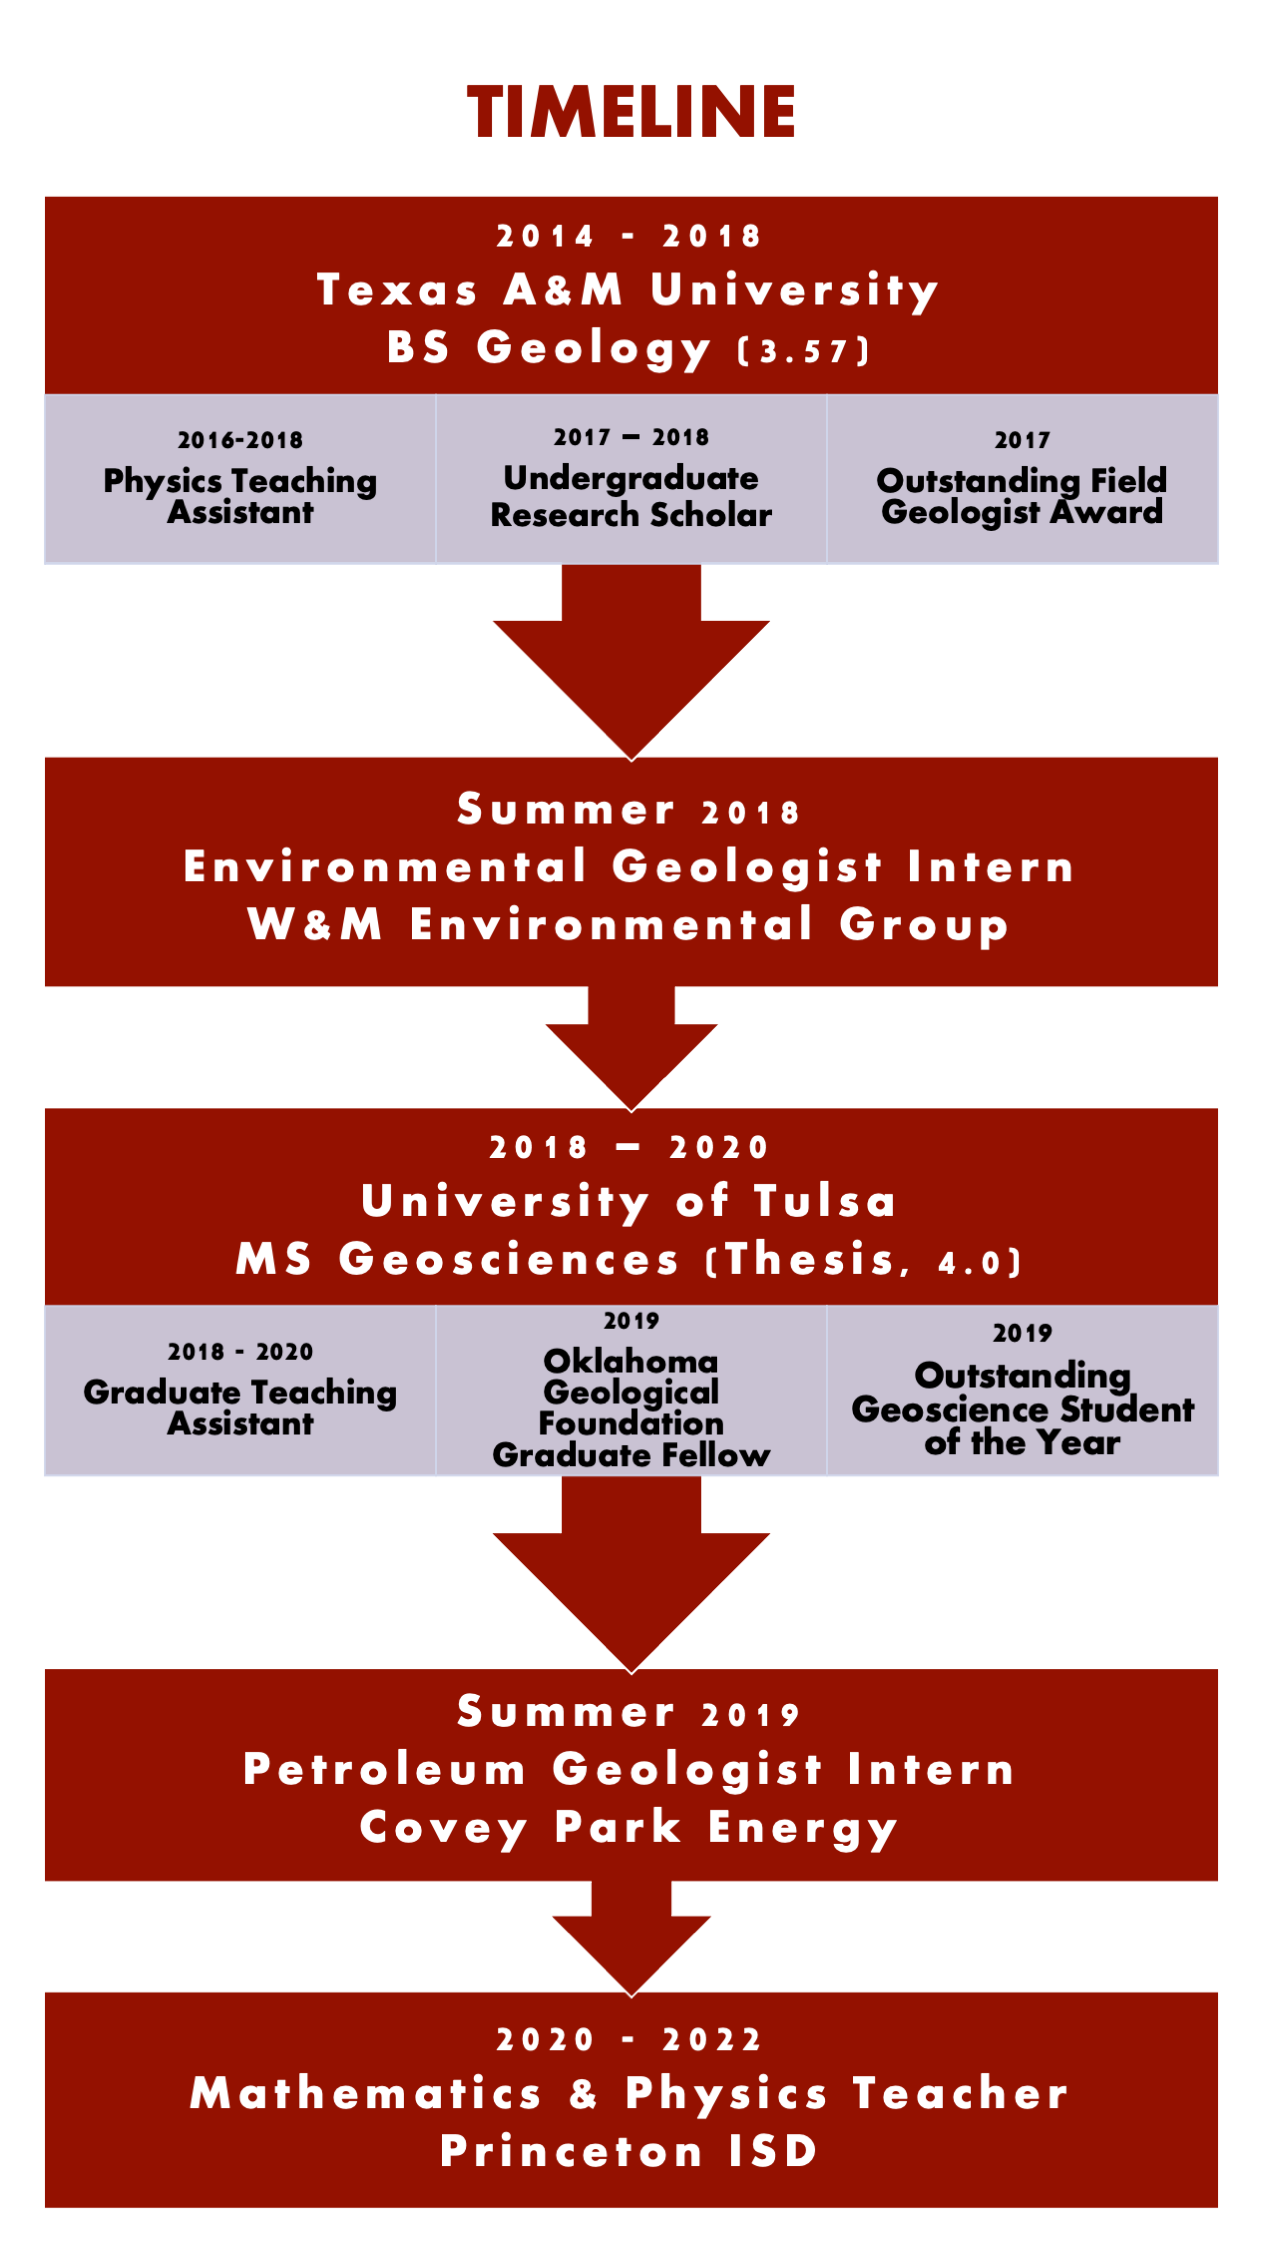 TIMELINE
2014 - 2018
Texas A&M University
BS Geology (3.57)
2016-2018
Physics Teaching
Assistant
2017 – 2018
Undergraduate
Research Scholar
2017
Outstanding Field
Geologist Award
Summer 2018
Environmental Geologist Intern
W&M Environmental Group
2018 – 2020
University of Tulsa
MS Geosciences (Thesis, 4.0)
2018 - 2020
Graduate Teaching
Assistant
2019
Oklahoma
Geological
Foundation
Graduate Fellow
2019
Outstanding
Geoscience Student
of the Year
Summer 2019
Petroleum Geologist Intern
Covey Park Energy
2020 - 2022
Mathematics & Physics Teacher
Princeton ISD